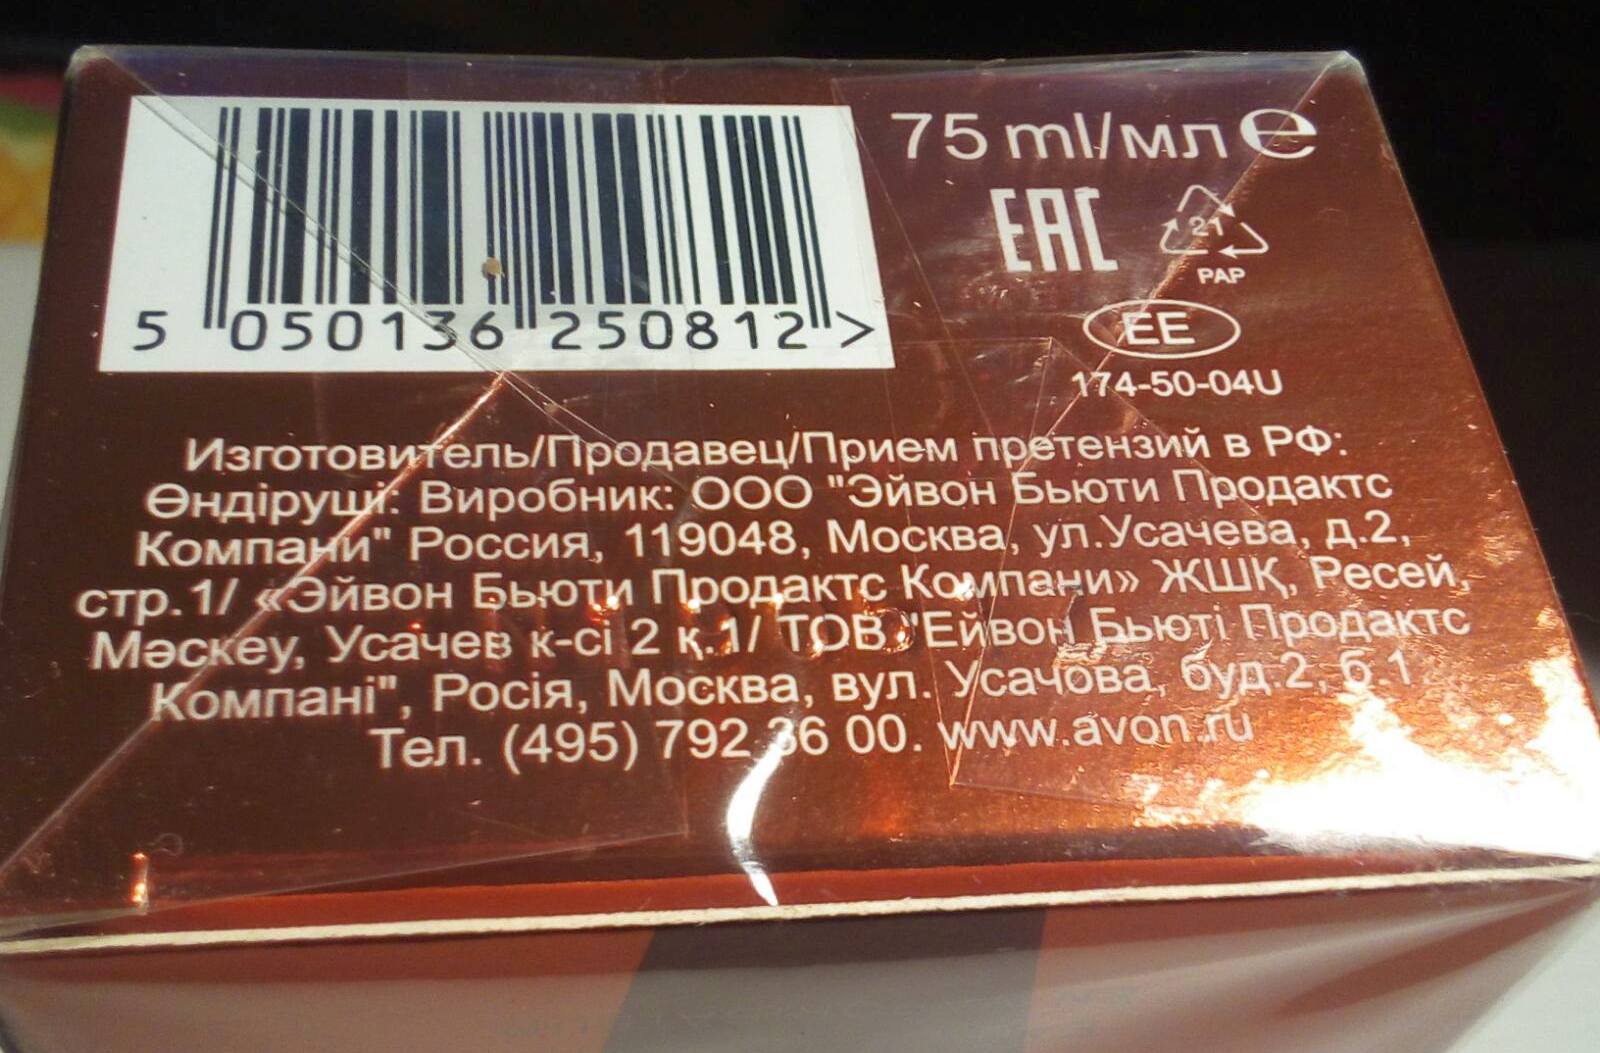 5 050136 250812 >
75 ml/мл ℮
EAC
21
PAP
EE
174-50-04U
Изготовитель/Продавец/Прием претензий в РФ:
Өндіруші: Виробник: ООО "Эйвон Бьюти Продактс
Компани" Россия, 119048, Москва, ул.Усачева, д.2,
стр.1/ «Эйвон Бьюти Продактс Компани» ЖШҚ, Ресей,
Мәскеу, Усачев к-сі 2 қ.1/ ТОВ "Ейвон Бьюті Продактс
Компані", Росія, Москва, вул. Усачова, буд.2, б.1.
Тел. (495) 792 36 00. www.avon.ru